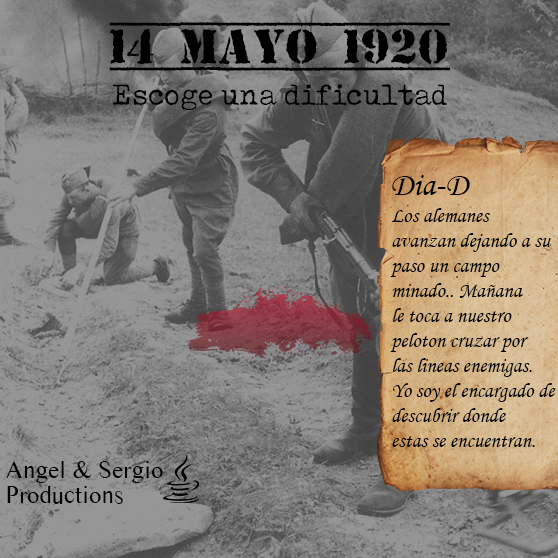 14 MAYO 1920
Escoge una dificultad
Dia-D
Los alemanes
avanzan dejando a su
paso un campo
minado.. Mañana
le toca a nuestro
peloton cruzar por
las lineas enemigas.
Yo soy el encargado de
descubrir donde
estas se encuentran.
Angel & Sergio
Productions